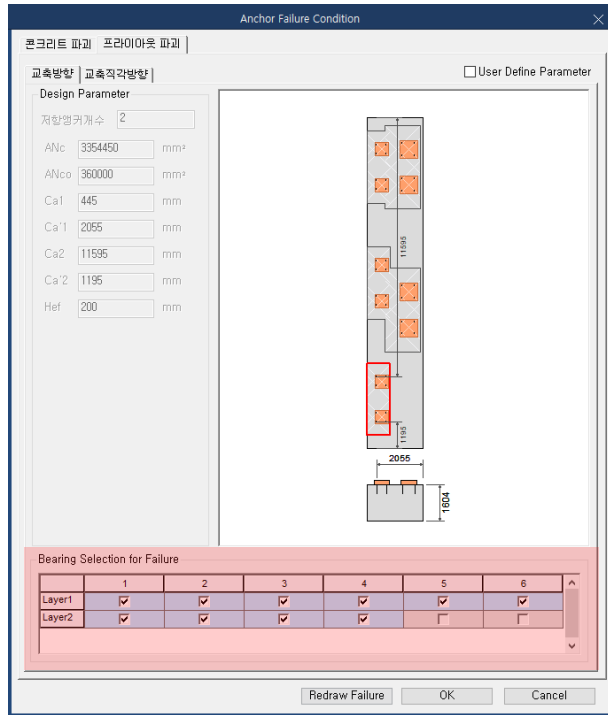 Anchor Failure Condition
콘크리트 파괴 프라이아웃 파괴
교축방향 교축직각방향 User Define Parameter
Design Parameter
저항앵커개수 2
ANc 3354450 mm²
ANco 360000 mm²
Ca1 445 mm
Ca'1 2055 mm
Ca2 11595 mm
Ca'2 1195 mm
Hef 200 mm
11595
1195
2055
1604
Bearing Selection for Failure
1 2 3 4 5 6
Layer1
Layer2
Redraw Failure OK Cancel